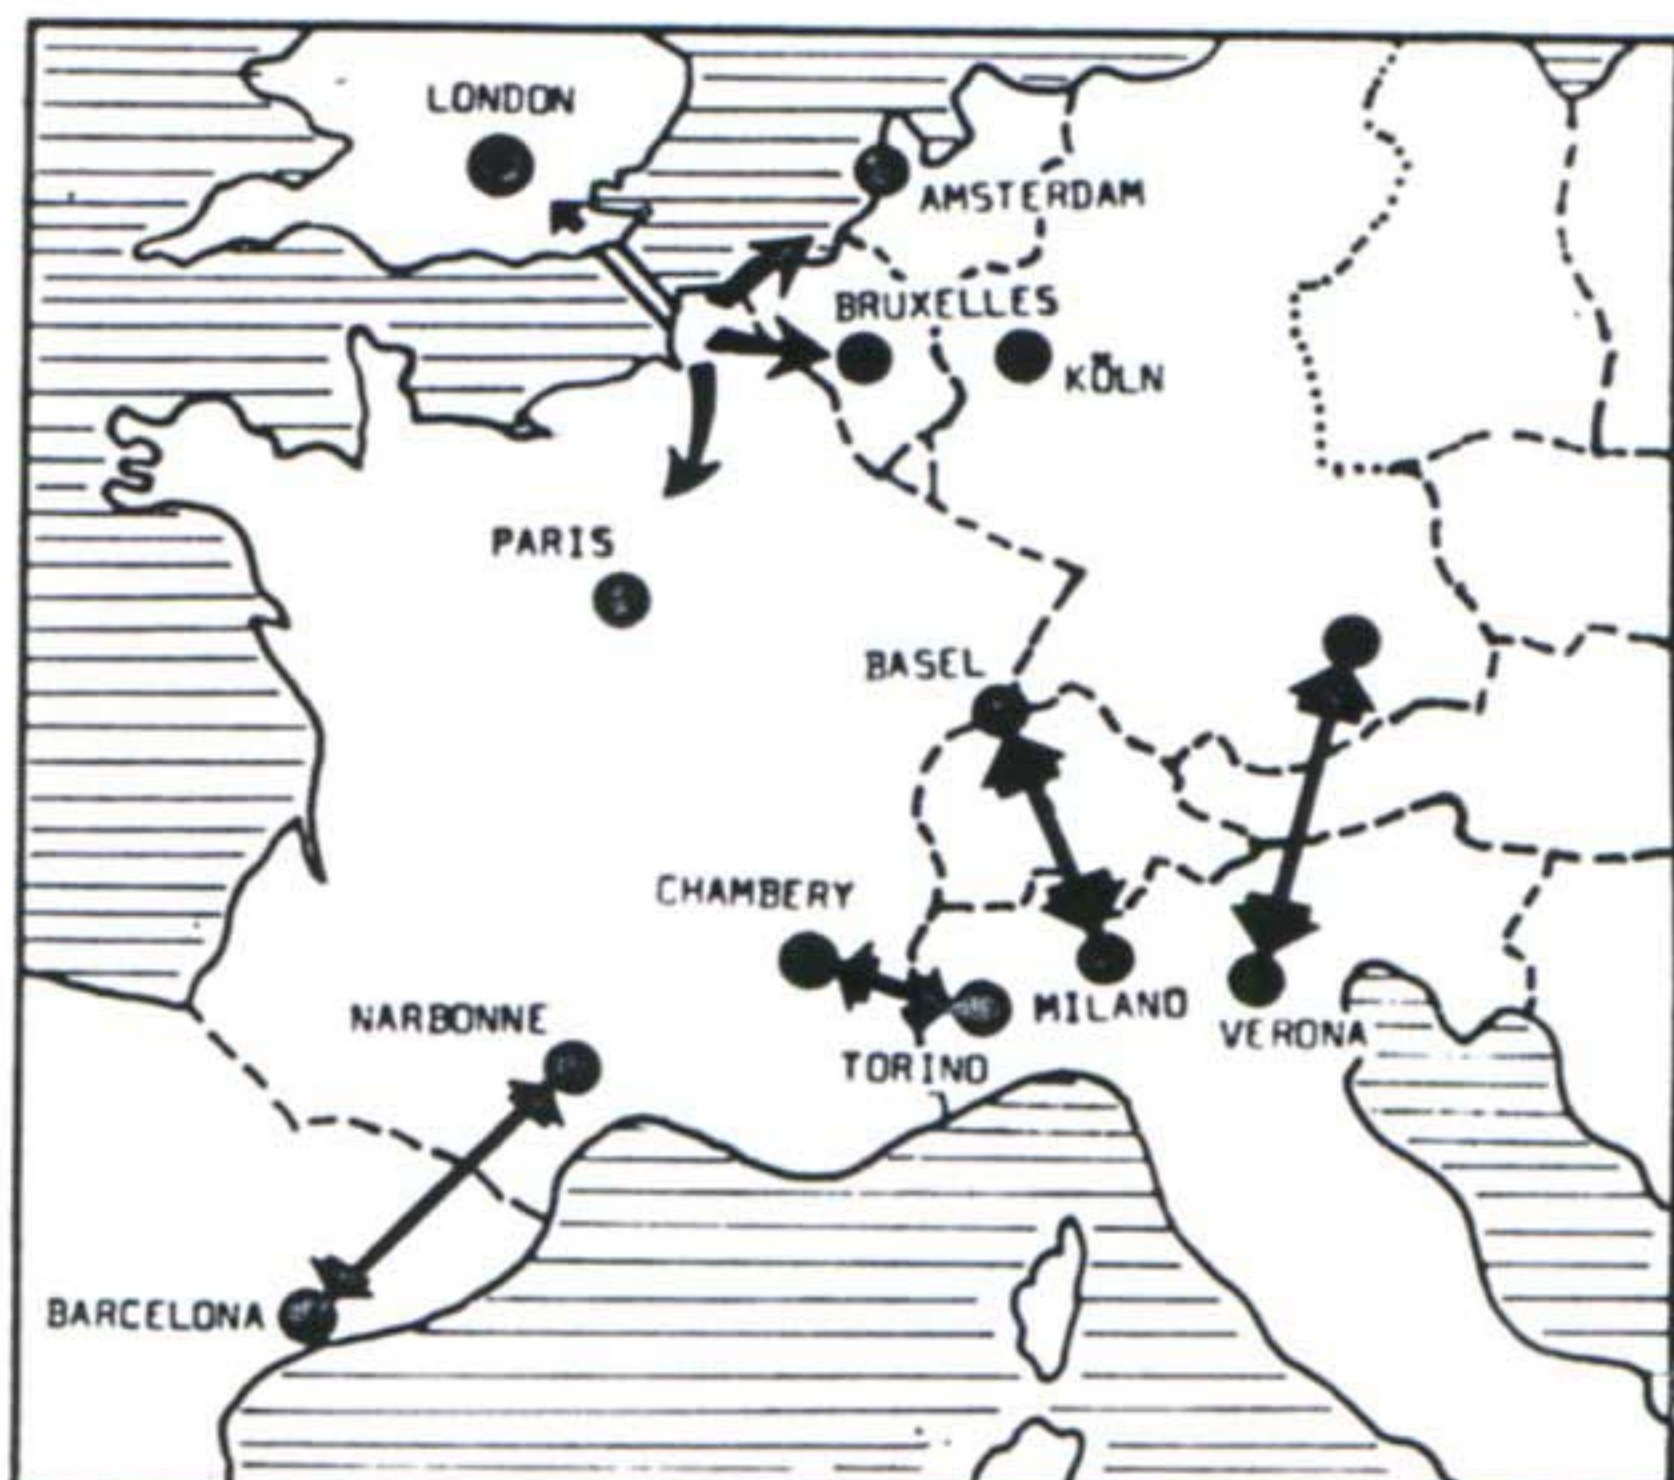 LONDON
AMSTERDAM
BRUXELLES
KÖLN
PARIS
BASEL
CHAMBERY
NARBONNE
MILANO
VERONA
TORINO
BARCELONA